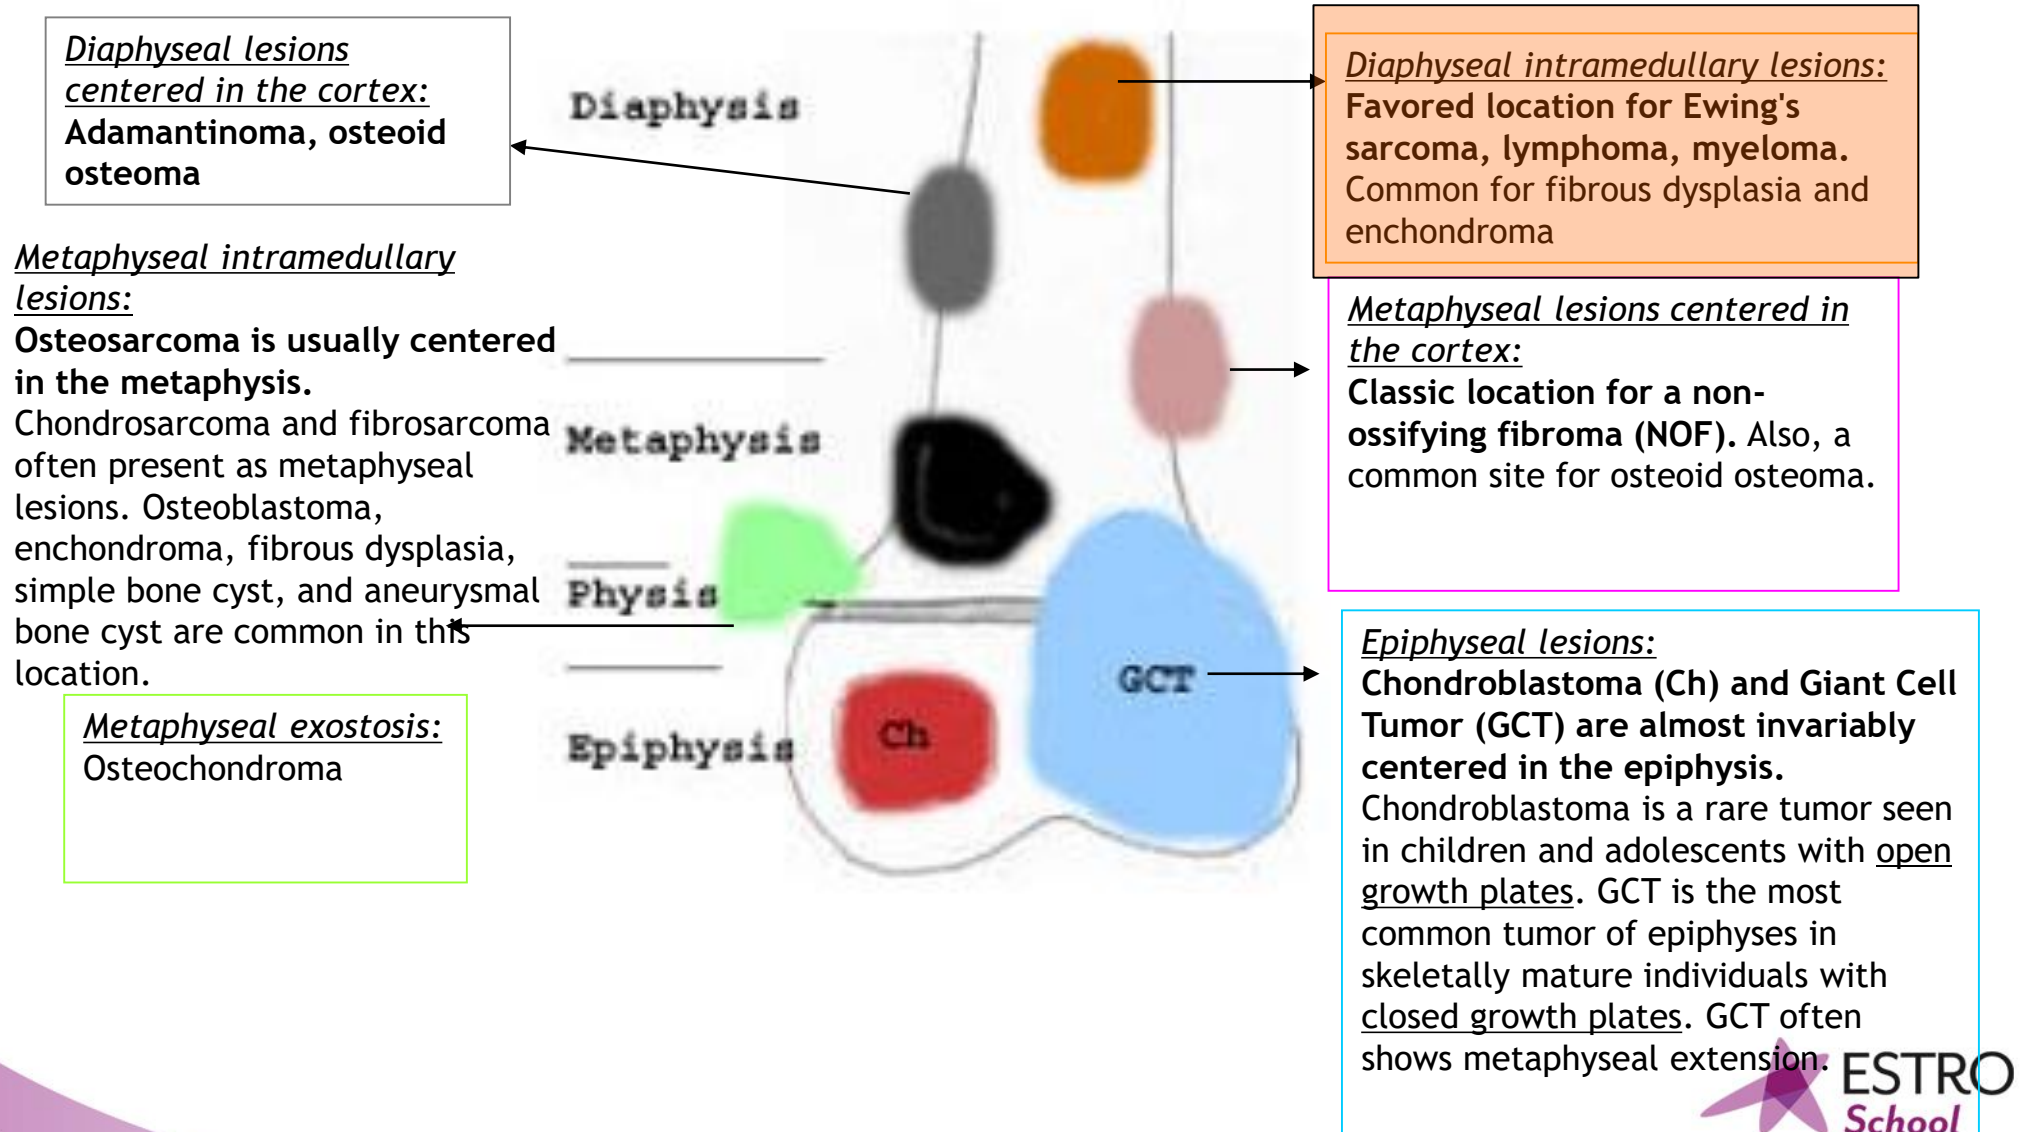 Diaphyseal lesions
centered in the cortex:
Adamantinoma, osteoid
osteoma
Metaphyseal intramedullary
lesions:
Osteosarcoma is usually centered
in the metaphysis.
Chondrosarcoma and fibrosarcoma
often present as metaphyseal
lesions. Osteoblastoma,
enchondroma, fibrous dysplasia,
simple bone cyst, and aneurysmal
bone cyst are common in this
location.
Metaphyseal exostosis:
Osteochondroma
Diaphysis
Metaphysis
Physis
Epiphysis
Ch
GCT
Diaphyseal intramedullary lesions:
Favored location for Ewing's
sarcoma, lymphoma, myeloma.
Common for fibrous dysplasia and
enchondroma
Metaphyseal lesions centered in
the cortex:
Classic location for a non-
ossifying fibroma (NOF). Also, a
common site for osteoid osteoma.
Epiphyseal lesions:
Chondroblastoma (Ch) and Giant Cell
Tumor (GCT) are almost invariably
centered in the epiphysis.
Chondroblastoma is a rare tumor seen
in children and adolescents with open
growth plates. GCT is the most
common tumor of epiphyses in
skeletally mature individuals with
closed growth plates. GCT often
shows metaphyseal extension.
ESTRO
School